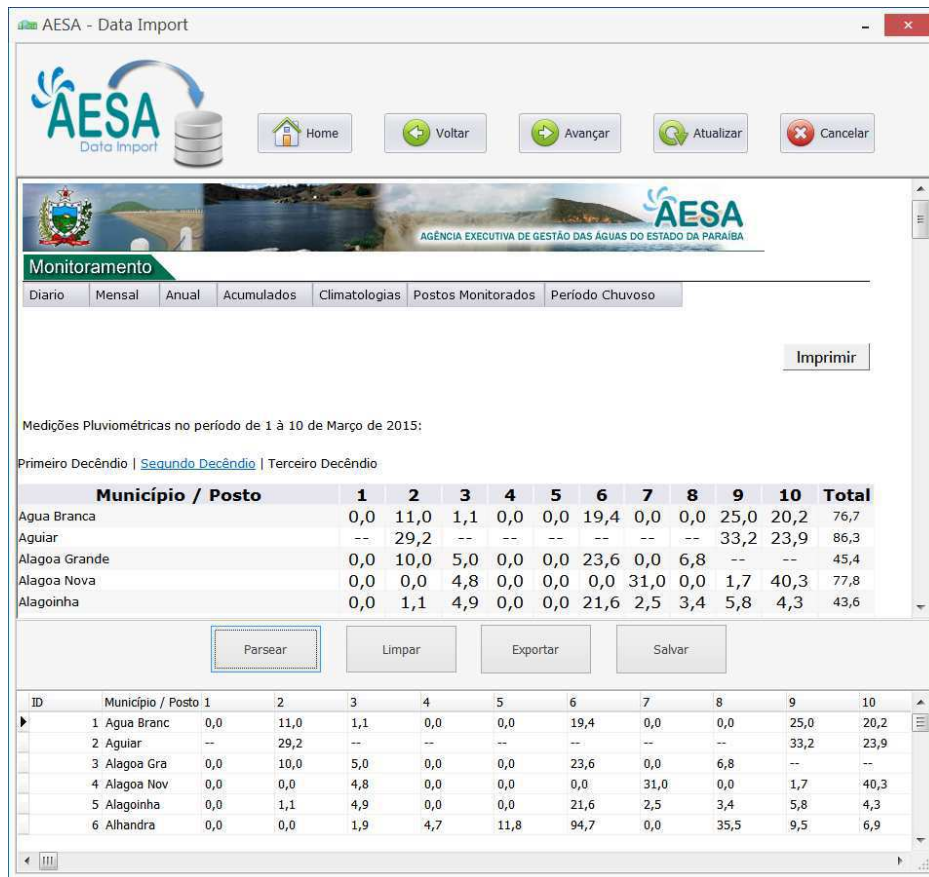 AESA - Data Import
AESA
Data Import
Home
Voltar
Avançar
Atualizar
Cancelar
AESA
AGÊNCIA EXECUTIVA DE GESTÃO DAS ÁGUAS DO ESTADO DA PARAÍBA
Monitoramento
Diario Mensal Anual Acumulados Climatologias Postos Monitorados Período Chuvoso
Imprimir
Medições Pluviométricas no período de 1 à 10 de Março de 2015:
Primeiro Decêndio | Segundo Decêndio | Terceiro Decêndio
Município / Posto 1 2 3 4 5 6 7 8 9 10 Total
Agua Branca 0,0 11,0 1,1 0,0 0,0 19,4 0,0 0,0 25,0 20,2 76,7
Aguiar -- 29,2 -- -- -- -- -- -- 33,2 23,9 86,3
Alagoa Grande 0,0 10,0 5,0 0,0 0,0 23,6 0,0 6,8 -- -- 45,4
Alagoa Nova 0,0 0,0 4,8 0,0 0,0 0,0 31,0 0,0 1,7 40,3 77,8
Alagoinha 0,0 1,1 4,9 0,0 0,0 21,6 2,5 3,4 5,8 4,3 43,6
Parsear Limpar Exportar Salvar
ID Município / Posto 1 2 3 4 5 6 7 8 9 10
1 Agua Branc 0,0 11,0 1,1 0,0 0,0 19,4 0,0 0,0 25,0 20,2
2 Aguiar -- 29,2 -- -- -- -- -- -- 33,2 23,9
3 Alagoa Gra 0,0 10,0 5,0 0,0 0,0 23,6 0,0 6,8 -- --
4 Alagoa Nov 0,0 0,0 4,8 0,0 0,0 0,0 31,0 0,0 1,7 40,3
5 Alagoinha 0,0 1,1 4,9 0,0 0,0 21,6 2,5 3,4 5,8 4,3
6 Alhandra 0,0 0,0 1,9 4,7 11,8 94,7 0,0 35,5 9,5 6,9